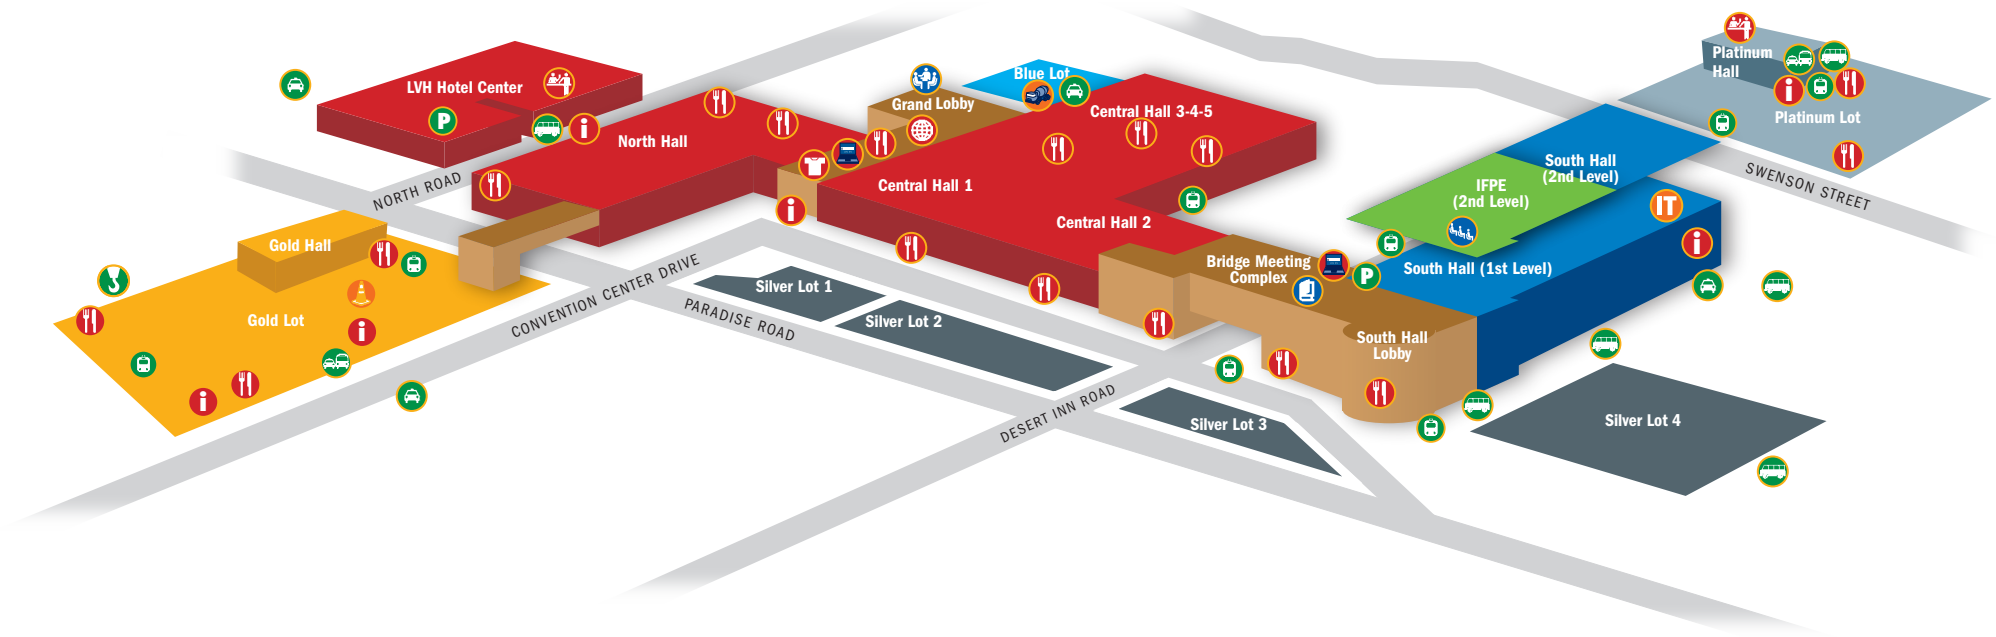 LVH Hotel Center
P
i
NORTH ROAD
North Hall
Grand Lobby
Blue Lot
Central Hall 3-4-5
Central Hall 1
Central Hall 2
i
Gold Hall
Gold Lot
i
i
CONVENTION CENTER DRIVE
PARADISE ROAD
Silver Lot 1
Silver Lot 2
Silver Lot 3
Silver Lot 4
DESERT INN ROAD
Bridge Meeting
Complex
P
South Hall
Lobby
South Hall (1st Level)
IFPE
(2nd Level)
South Hall
(2nd Level)
IT
i
Platinum
Hall
i
Platinum Lot
SWENSON STREET